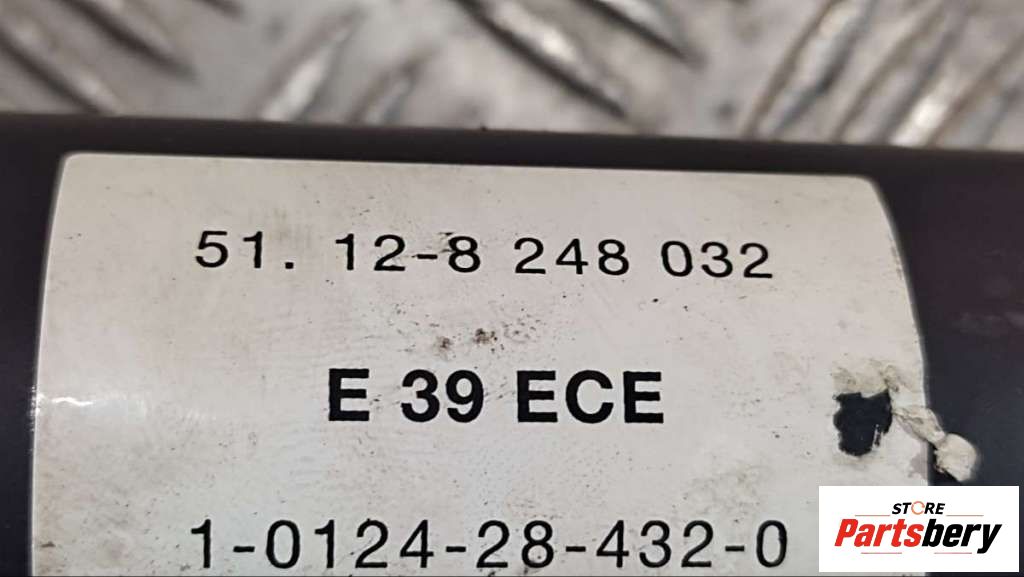 51. 12-8 248 032
E 39 ECE
1-0124-28-432-0
STORE
Partsbery